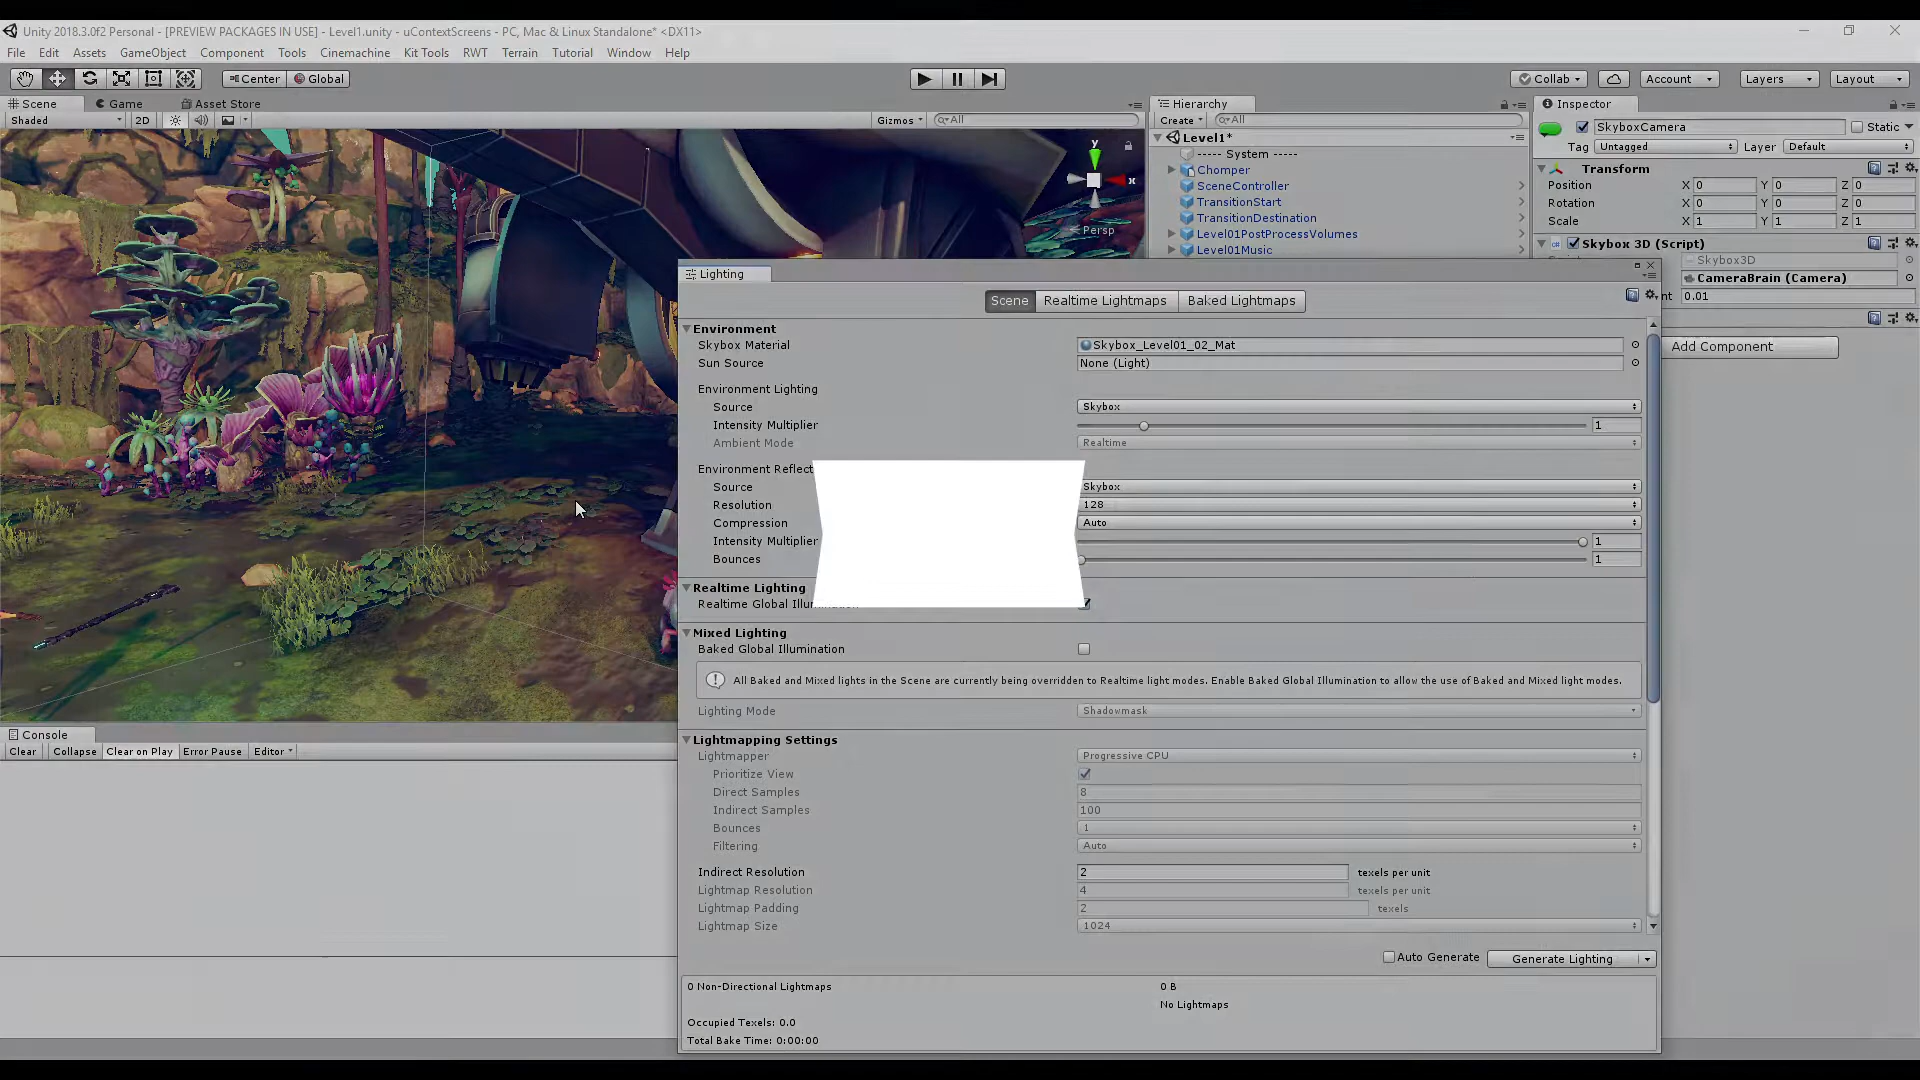 Unity 2018.3.0f2 Personal - [PREVIEW PACKAGES IN USE] - Level1.unity - uContextScreens - PC, Mac & Linux Standalone* <DX11>
File Edit Assets GameObject Component Tools Cinemachine Kit Tools RWT Terrain Tutorial Window Help
Center Global Collab Account Layers Layout
Scene Game Asset Store Hierarchy Inspector
Shaded 2D Gizmos All Create All
SkyboxCamera Static
Tag Untagged Layer Default
Level1*
----- System -----
Chomper
SceneController
TransitionStart
TransitionDestination
Level01PostProcessVolumes
Level01Music
y
x
Persp
Transform
Position X 0 Y 0 Z 0
Rotation X 0 Y 0 Z 0
Scale X 1 Y 1 Z 1
Skybox 3D (Script)
Skybox3D
CameraBrain (Camera)
nt 0.01
Add Component
Lighting
Scene Realtime Lightmaps Baked Lightmaps
Environment
Skybox Material Skybox_Level01_02_Mat
Sun Source None (Light)
Environment Lighting
Source Skybox
Intensity Multiplier 1
Ambient Mode Realtime
Environment Reflect
Source Skybox
Resolution 128
Compression Auto
Intensity Multiplier 1
Bounces 1
Realtime Lighting
Realtime Global
Mixed Lighting
Baked Global Illumination
All Baked and Mixed lights in the Scene are currently being overridden to Realtime light modes. Enable Baked Global Illumination to allow the use of Baked and Mixed light modes.
Lighting Mode Shadowmask
Lightmapping Settings
Lightmapper Progressive CPU
Prioritize View
Direct Samples 8
Indirect Samples 100
Bounces 1
Filtering Auto
Indirect Resolution 2 texels per unit
Lightmap Resolution 4 texels per unit
Lightmap Padding 2 texels
Lightmap Size 1024
Auto Generate Generate Lighting
0 Non-Directional Lightmaps 0 B
No Lightmaps
Occupied Texels: 0.0
Total Bake Time: 0:00:00
Console
Clear Collapse Clear on Play Error Pause Editor